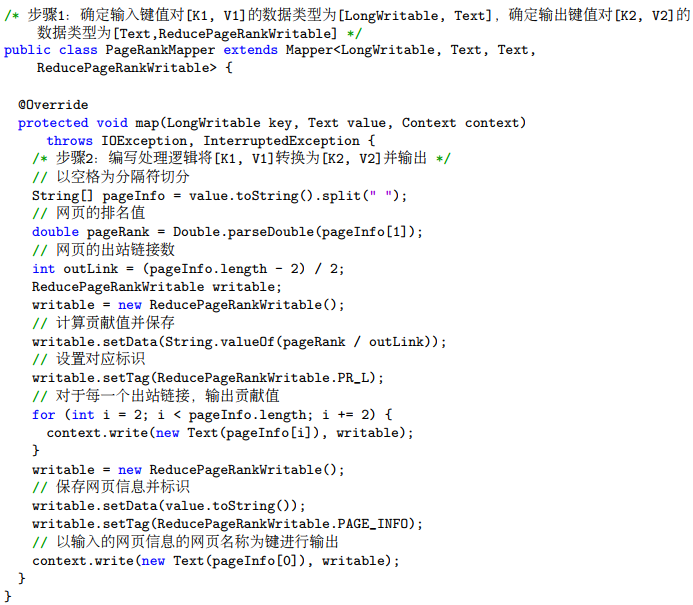 /* 步骤1：确定输入键值对[K1, V1]的数据类型为[LongWritable, Text]，确定输出键值对[K2, V2]的
数据类型为[Text,ReducePageRankWritable] */
public class PageRankMapper extends Mapper<LongWritable, Text, Text,
ReducePageRankWritable> {
@Override
protected void map(LongWritable key, Text value, Context context)
throws IOException, InterruptedException {
/* 步骤2：编写处理逻辑将[K1, V1]转换为[K2, V2]并输出 */
// 以空格为分隔符切分
String[] pageInfo = value.toString().split(" ");
// 网页的排名值
double pageRank = Double.parseDouble(pageInfo[1]);
// 网页的出站链接数
int outLink = (pageInfo.length - 2) / 2;
ReducePageRankWritable writable;
writable = new ReducePageRankWritable();
// 计算贡献值并保存
writable.setData(String.valueOf(pageRank / outLink));
// 设置对应标识
writable.setTag(ReducePageRankWritable.PR_L);
// 对于每一个出站链接，输出贡献值
for (int i = 2; i < pageInfo.length; i += 2) {
context.write(new Text(pageInfo[i]), writable);
}
writable = new ReducePageRankWritable();
// 保存网页信息并标识
writable.setData(value.toString());
writable.setTag(ReducePageRankWritable.PAGE_INFO);
// 以输入的网页信息的网页名称为键进行输出
context.write(new Text(pageInfo[0]), writable);
}
}